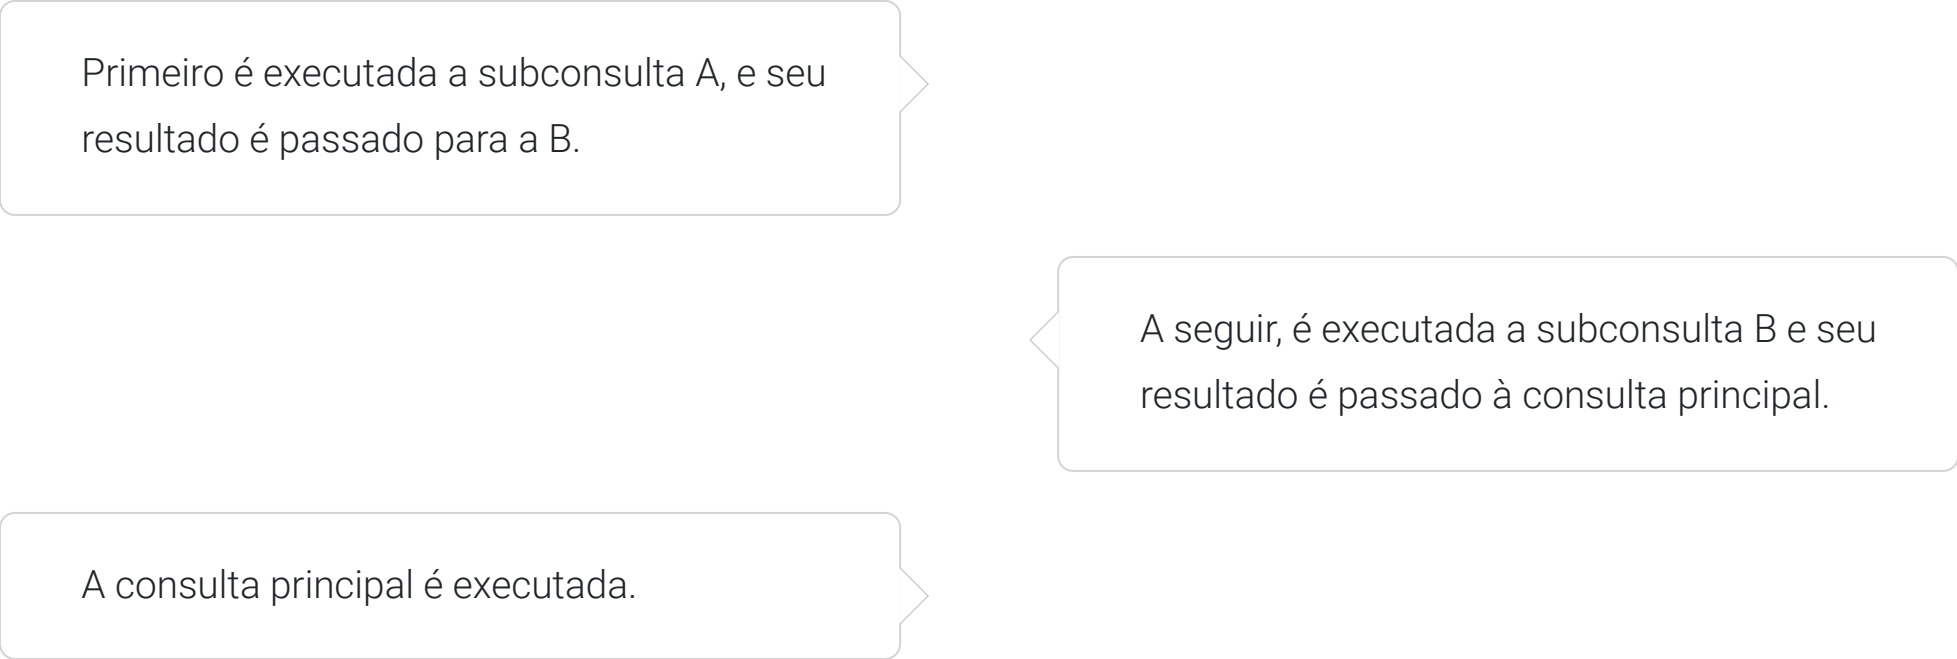 Primeiro é executada a subconsulta A, e seu
resultado é passado para a B.
A seguir, é executada a subconsulta B e seu
resultado é passado à consulta principal.
A consulta principal é executada.